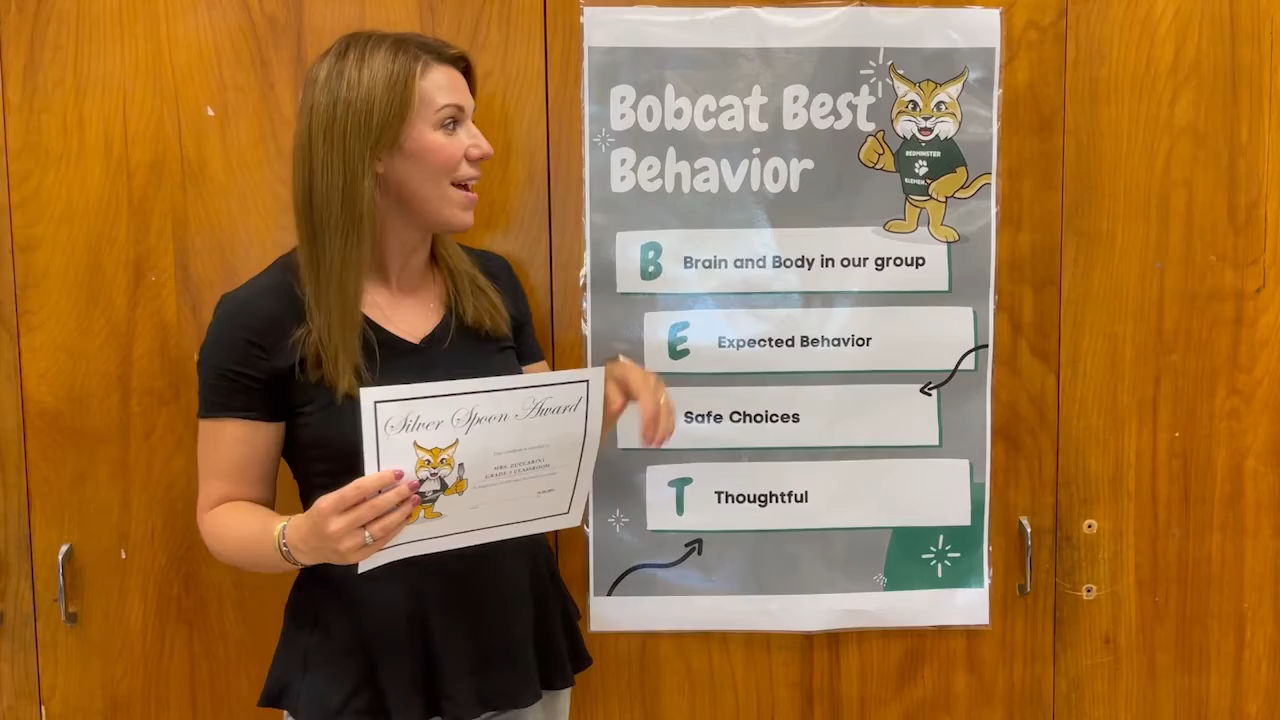 Bobcat Best
Behavior
BEDMINSTER
ELEMEN
B Brain and Body in our group
E Expected Behavior
Safe Choices
T Thoughtful
Silver Spoon Award
MRS. ZUCCARINI
GRADE 3 CLASSROOM